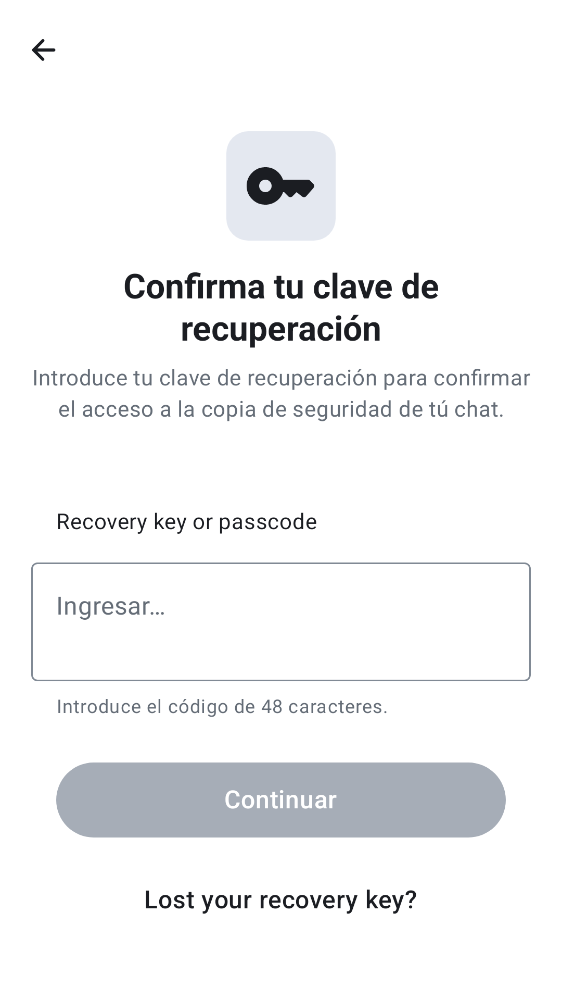 Confirma tu clave de
recuperación
Introduce tu clave de recuperación para confirmar
el acceso a la copia de seguridad de tú chat.
Recovery key or passcode
Ingresar…
Introduce el código de 48 caracteres.
Continuar
Lost your recovery key?